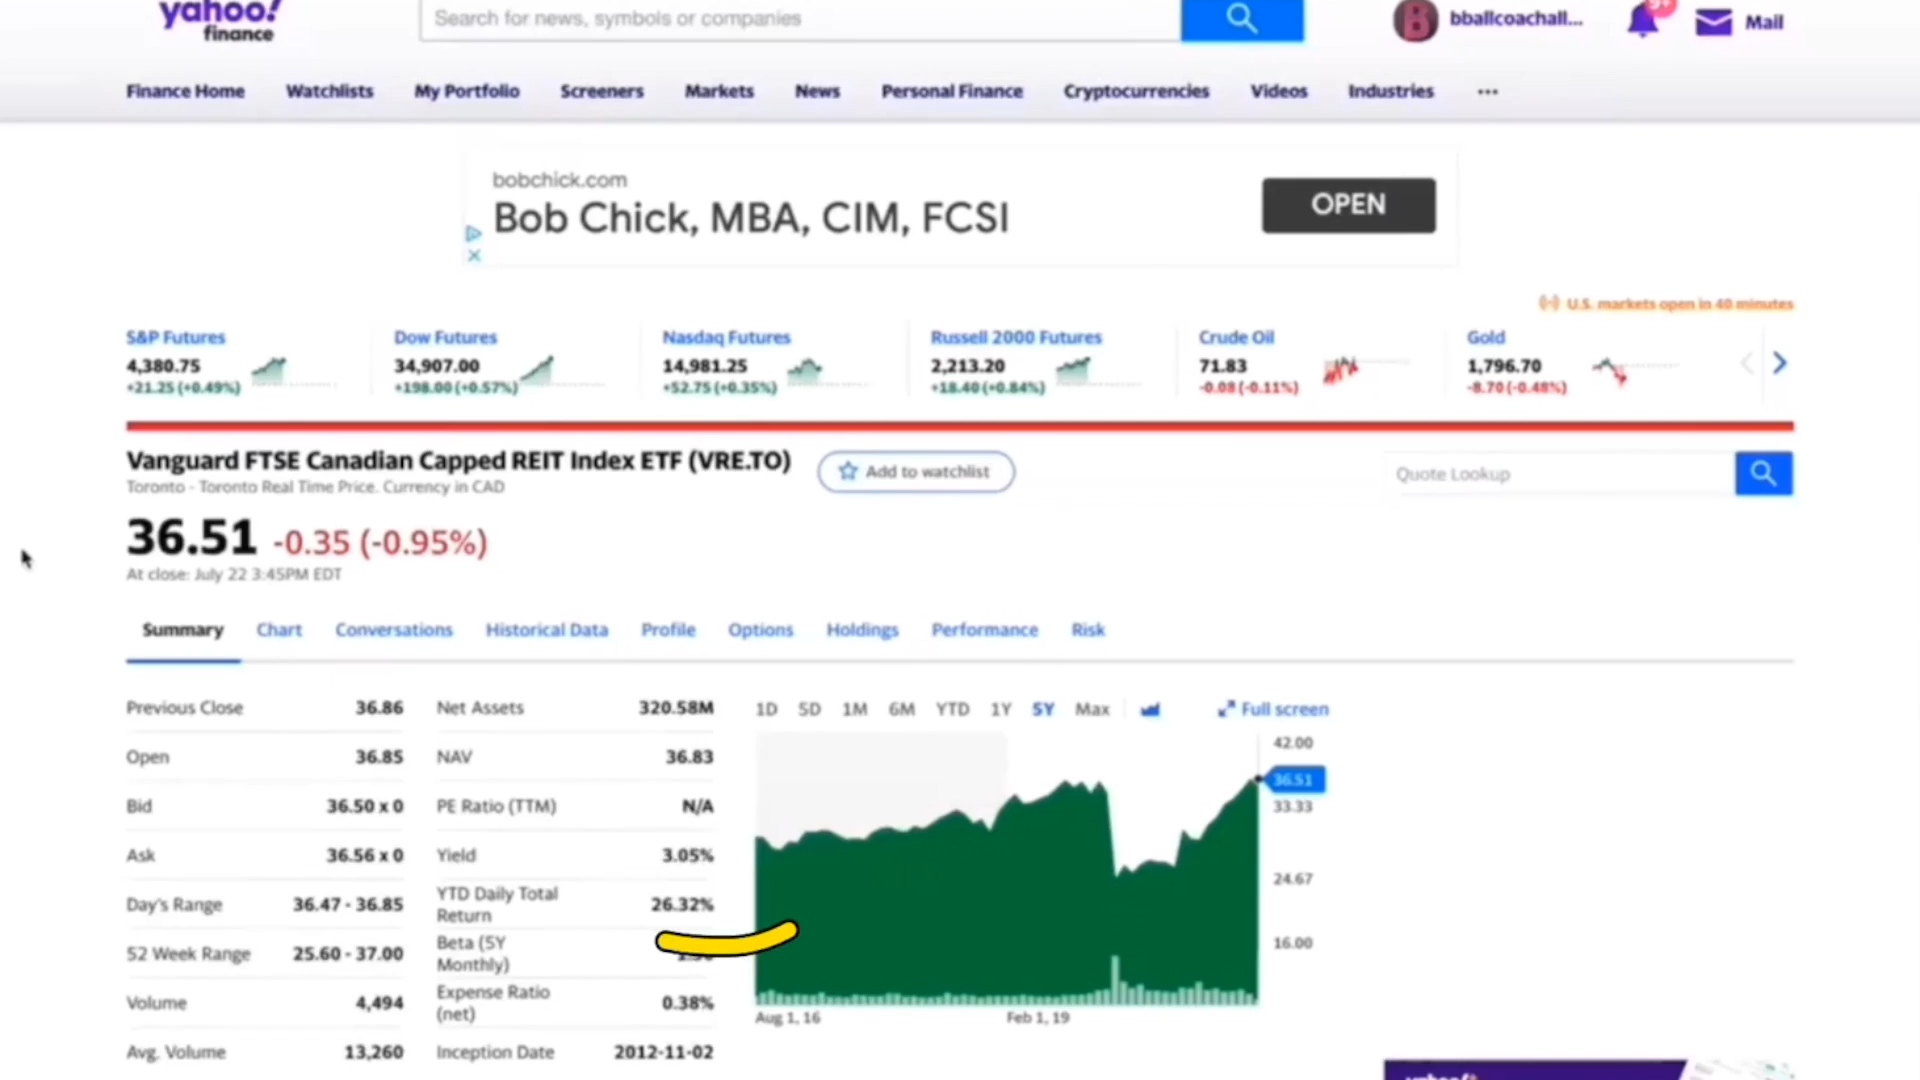 yahoo!
finance
Search for news, symbols or companies
B
bballcoachall...
9+
Mail
Finance Home
Watchlists
My Portfolio
Screeners
Markets
News
Personal Finance
Cryptocurrencies
Videos
Industries
...
bobchick.com
Bob Chick, MBA, CIM, FCSI
OPEN
U.S. markets open in 40 minutes
S&P Futures
4,380.75
+21.25 (+0.49%)
Dow Futures
34,907.00
+198.00 (+0.57%)
Nasdaq Futures
14,981.25
+52.75 (+0.35%)
Russell 2000 Futures
2,213.20
+18.40 (+0.84%)
Crude Oil
71.83
-0.08 (-0.11%)
Gold
1,796.70
-8.70 (-0.48%)
Vanguard FTSE Canadian Capped REIT Index ETF (VRE.TO)
Add to watchlist
Toronto - Toronto Real Time Price. Currency in CAD
Quote Lookup
36.51 -0.35 (-0.95%)
At close: July 22 3:45PM EDT
Summary
Chart
Conversations
Historical Data
Profile
Options
Holdings
Performance
Risk
Previous Close 36.86
Open 36.85
Bid 36.50 x 0
Ask 36.56 x 0
Day's Range 36.47 - 36.85
52 Week Range 25.60 - 37.00
Volume 4,494
Avg. Volume 13,260
Net Assets 320.58M
NAV 36.83
PE Ratio (TTM) N/A
Yield 3.05%
YTD Daily Total
Return 26.32%
Beta (5Y
Monthly)
Expense Ratio
(net) 0.38%
Inception Date 2012-11-02
1D 5D 1M 6M YTD 1Y 5Y Max
Full screen
42.00
36.51
33.33
24.67
16.00
Aug 1, 16
Feb 1, 19